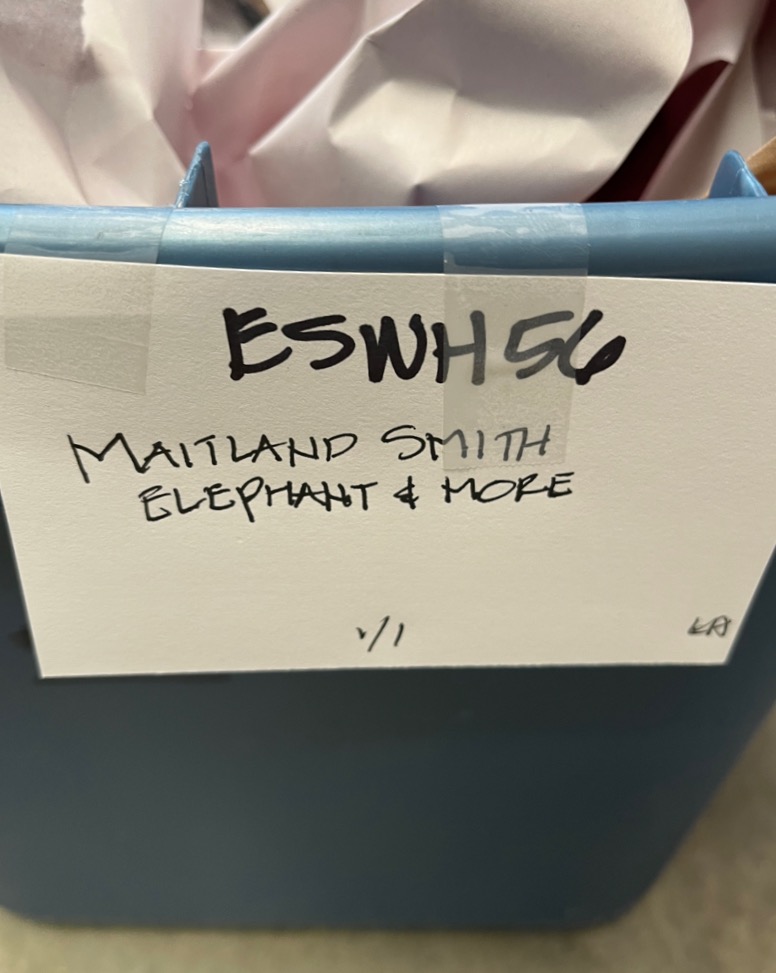 ESWH56
MAITLAND SMITH
ELEPHANT & MORE
1/1